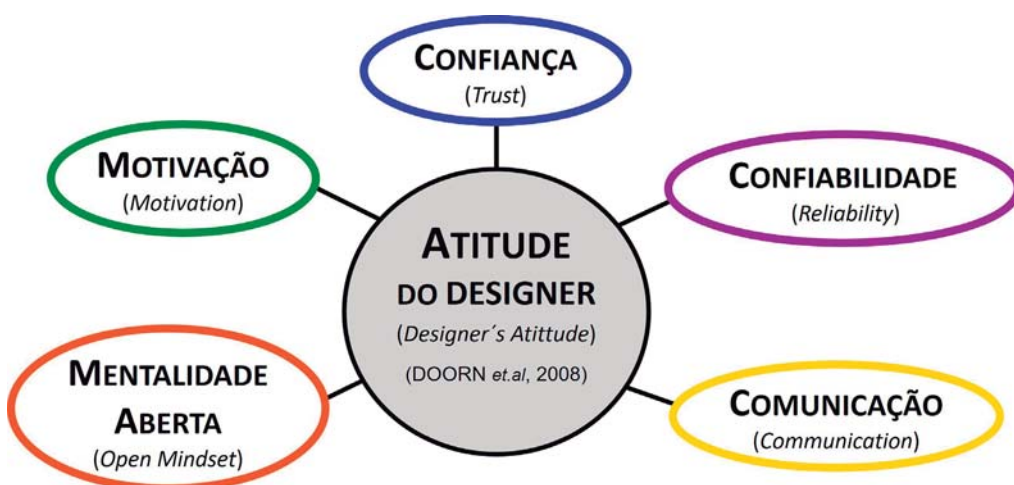 CONFIANÇA
(Trust)
MOTIVAÇÃO
(Motivation)
CONFIABILIDADE
(Reliability)
ATITUDE
DO DESIGNER
(Designer´s Atittude)
(DOORN et.al, 2008)
MENTALIDADE
ABERTA
(Open Mindset)
COMUNICAÇÃO
(Communication)